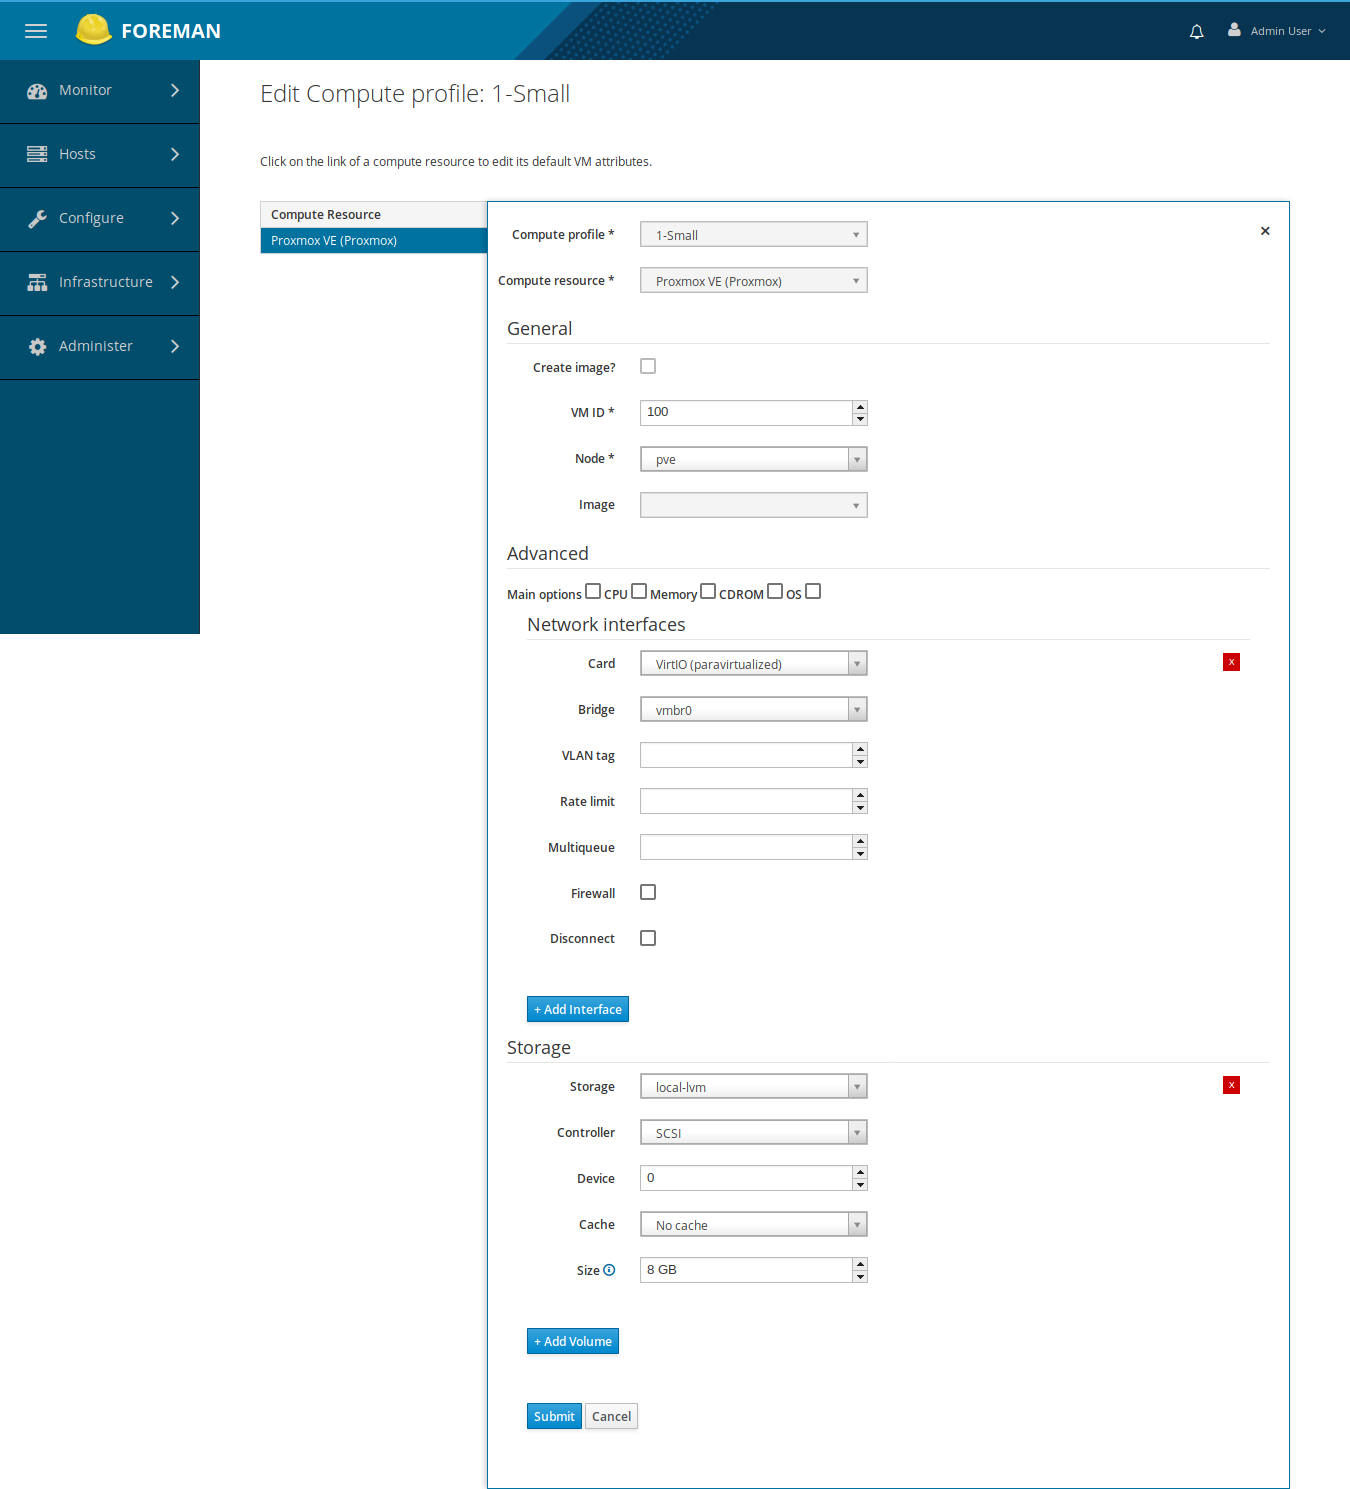 FOREMAN
Admin User
Monitor
Hosts
Configure
Infrastructure
Administer
Edit Compute profile: 1-Small
Click on the link of a compute resource to edit its default VM attributes.
Compute Resource
Proxmox VE (Proxmox)
Compute profile * 1-Small
×
Compute resource * Proxmox VE (Proxmox)
General
Create image?
VM ID * 100
Node * pve
Image
Advanced
Main options CPU Memory CDROM OS
Network interfaces
Card VirtIO (paravirtualized) x
Bridge vmbr0
VLAN tag
Rate limit
Multiqueue
Firewall
Disconnect
+ Add Interface
Storage
Storage local-lvm x
Controller SCSI
Device 0
Cache No cache
Size 8 GB
+ Add Volume
Submit Cancel